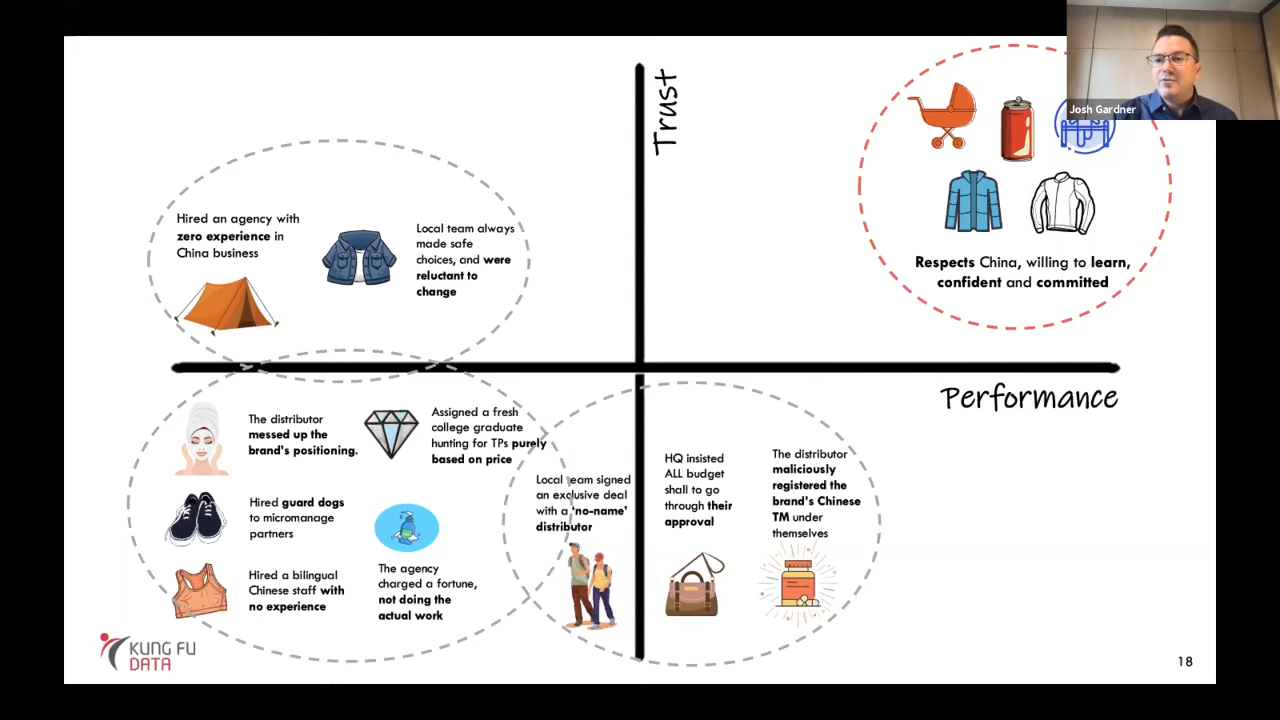 Josh Gardner
Trust
Performance
Hired an agency with
zero experience in
China business
Local team always
made safe
choices, and were
reluctant to
change
Respects China, willing to learn,
confident and committed
The distributor
messed up the
brand's positioning.
Assigned a fresh
college graduate
hunting for TPs purely
based on price
Hired guard dogs
to micromanage
partners
Hired a bilingual
Chinese staff with
no experience
The agency
charged a fortune,
not doing the
actual work
Local team signed
an exclusive deal
with a 'no-name'
distributor
HQ insisted
ALL budget
shall to go
through their
approval
The distributor
maliciously
registered the
brand's Chinese
TM under
themselves
KUNG FU
DATA
18